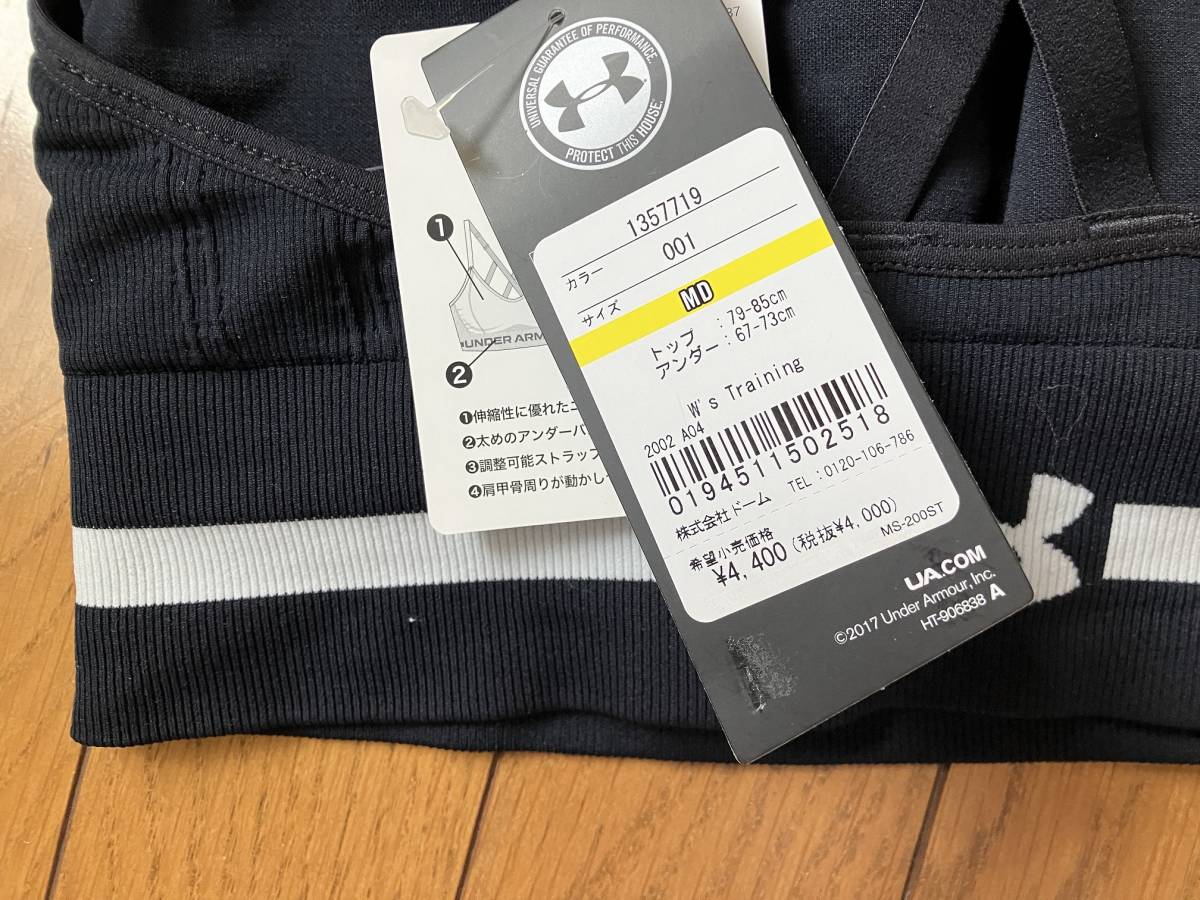 37
UNIVERSAL GUARANTEE OF PERFORMANCE.
PROTECT THIS HOUSE.
1357719
カラー 001
サイズ MD
トップ : 79-85cm
アンダー : 67-73cm
W's Training
2002 A04
0194511502518
株式会社ドーム TEL:0120-106-786
希望小売価格
¥4,400 (税抜¥4,000)
MS-200ST
UA.COM
©2017 Under Armour, Inc.
HT-906838 A
❶
UNDER ARM
❷
❶伸縮性に優れたニ
❷太めのアンダーバ
❸調整可能ストラップ
❹肩甲骨周りが動かし